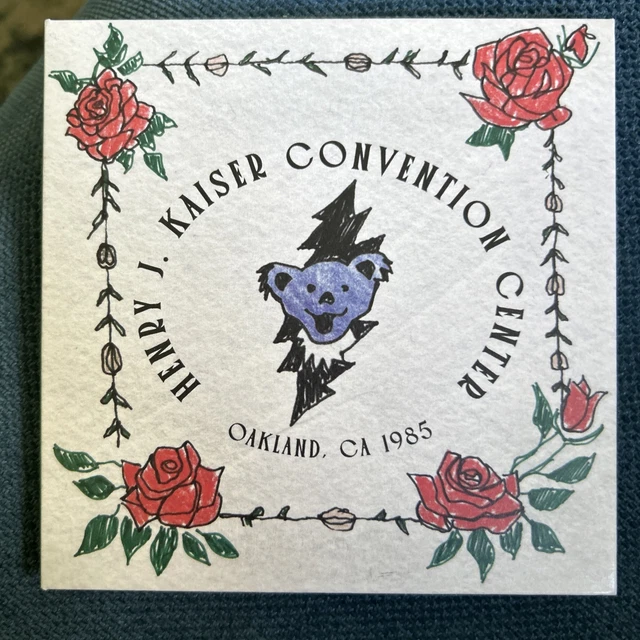 HENRY J. KAISER CONVENTION CENTER
OAKLAND, CA 1985